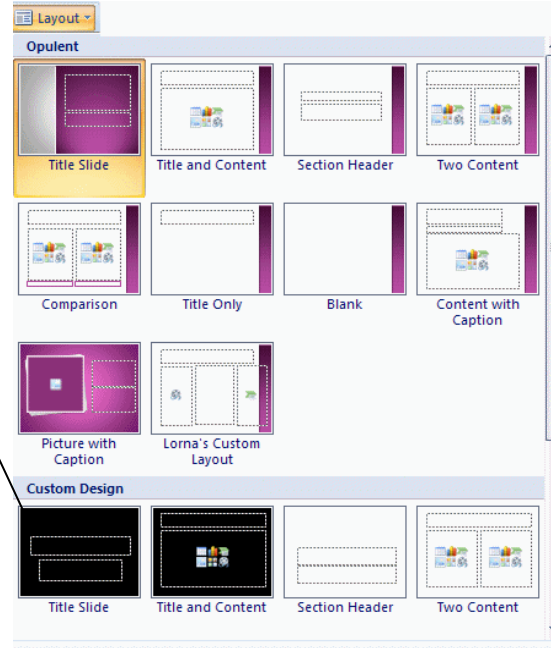 Layout
Opulent
Title Slide
Title and Content
Section Header
Two Content
Comparison
Title Only
Blank
Content with
Caption
Picture with
Caption
Lorna's Custom
Layout
Custom Design
Title Slide
Title and Content
Section Header
Two Content